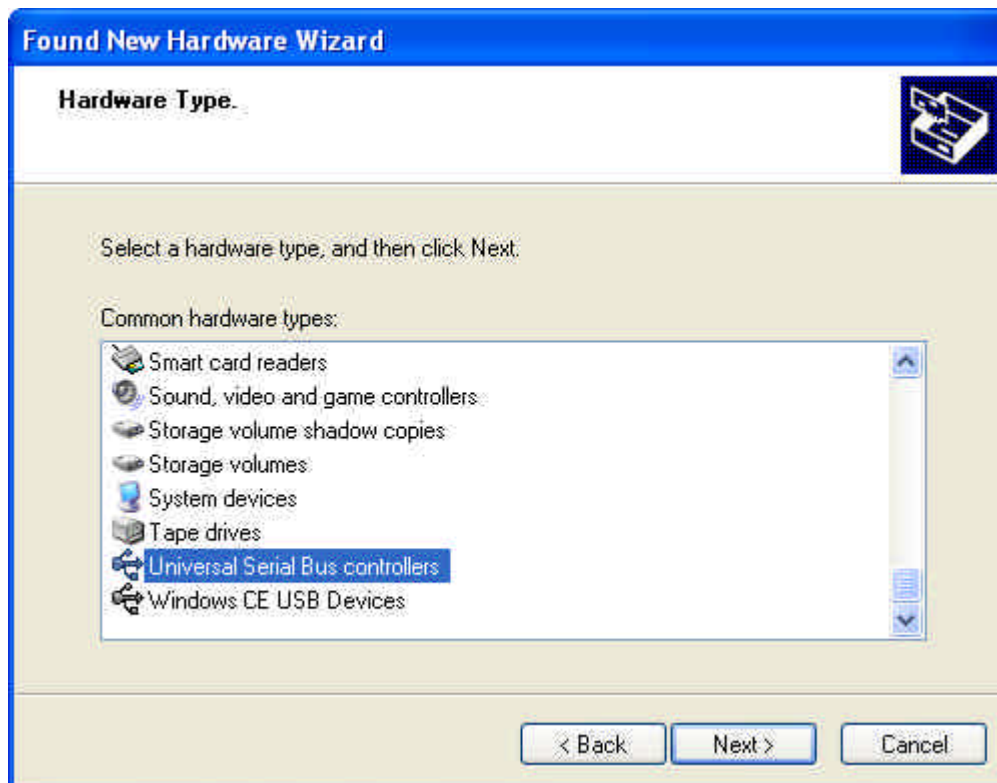 Found New Hardware Wizard
Hardware Type.
Select a hardware type, and then click Next.
Common hardware types:
Smart card readers
Sound, video and game controllers
Storage volume shadow copies
Storage volumes
System devices
Tape drives
Universal Serial Bus controllers
Windows CE USB Devices
< Back Next > Cancel